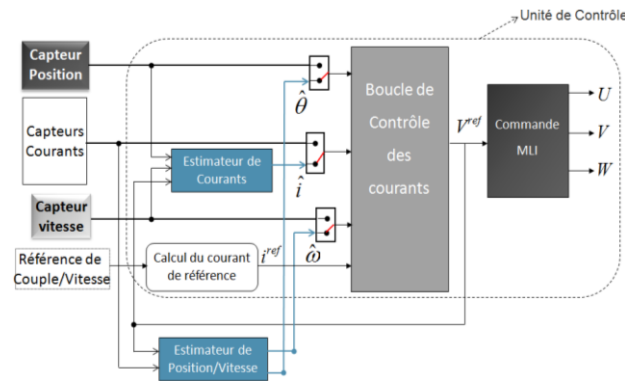 Unité de Contrôle
Capteur
Position
Capteurs
Courants
Capteur
vitesse
Référence de
Couple/Vitesse
Estimateur de
Courants
Calcul du courant
de référence
i^ref
Estimateur de
Position/Vitesse
θ̂
î
ω̂
Boucle de
Contrôle
des
courants
V^ref
Commande
MLI
U
V
W